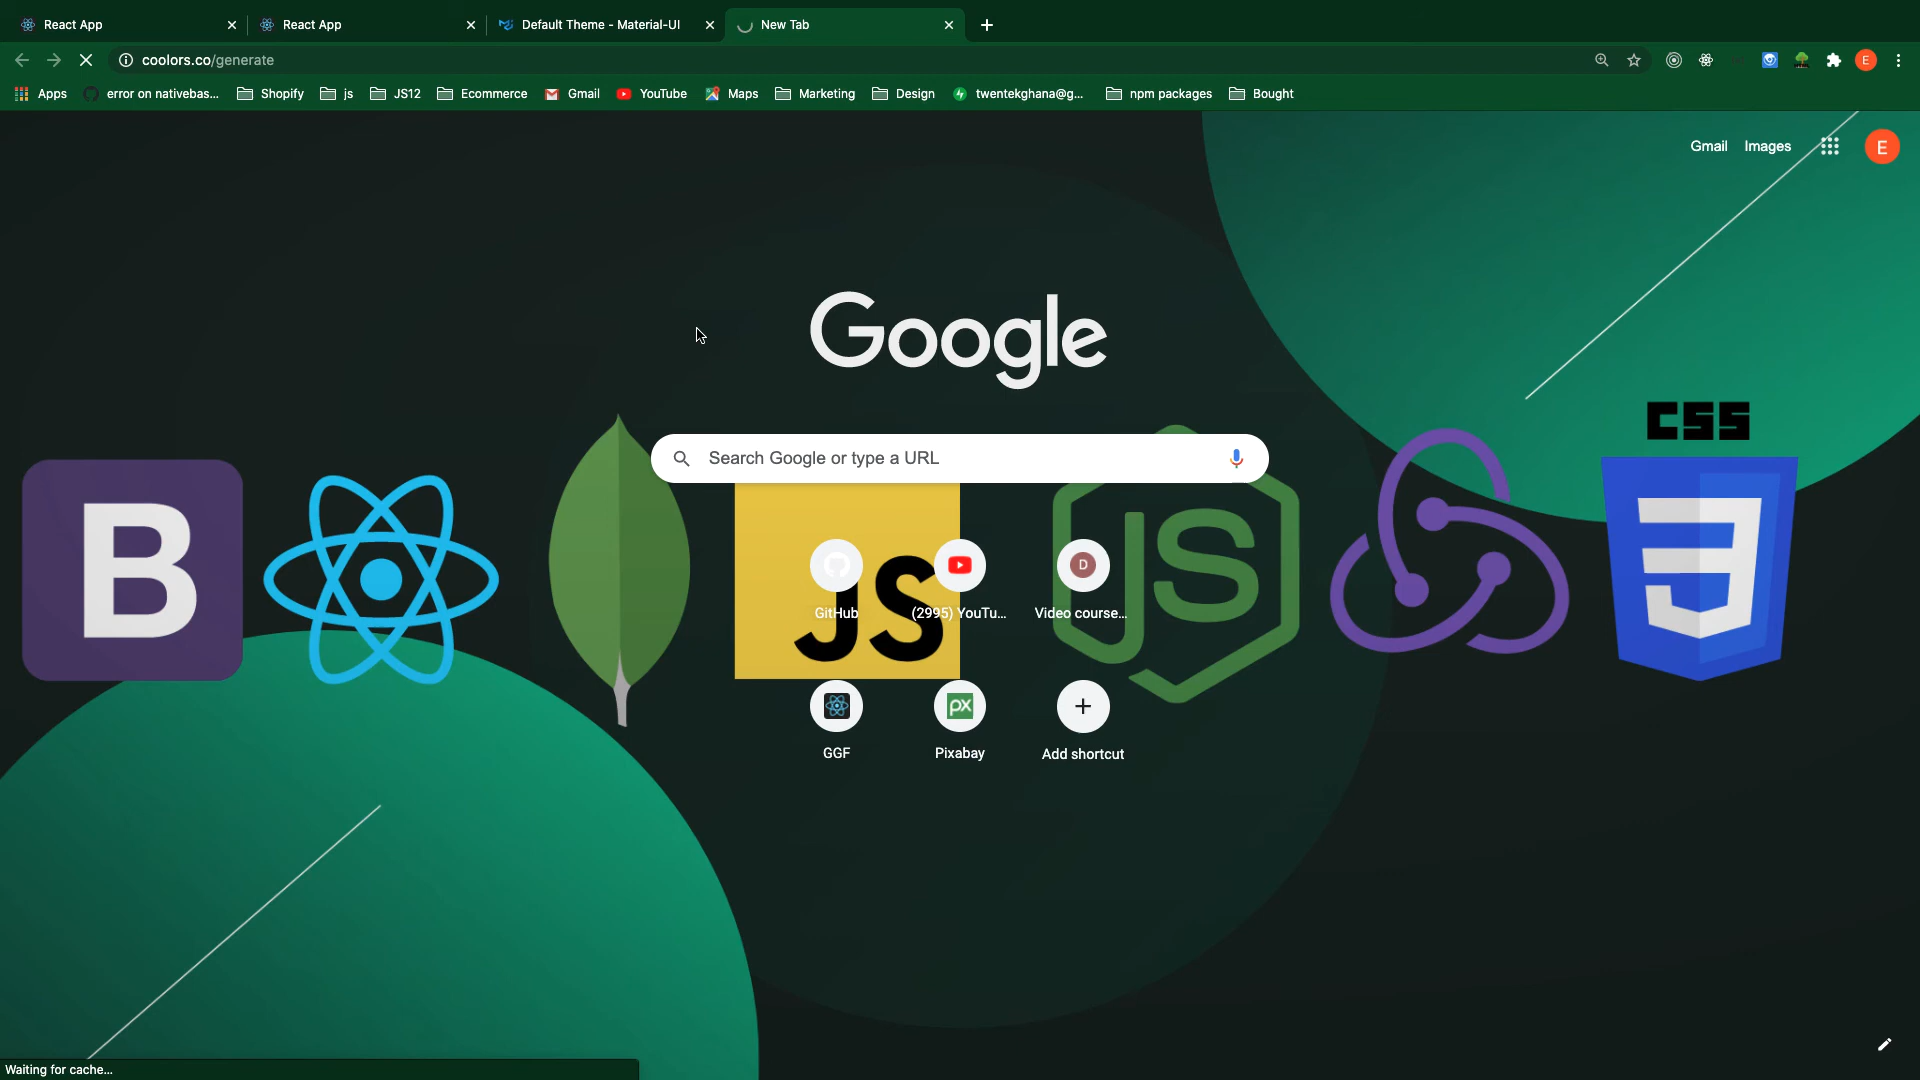 React App
React App
Default Theme - Material-UI
New Tab
coolors.co/generate
E
Apps
error on nativebas...
Shopify
js
JS12
Ecommerce
Gmail
YouTube
Maps
Marketing
Design
twentekghana@g...
npm packages
Bought
Gmail
Images
E
Google
Search Google or type a URL
CSS
B
JS
JS
3
D
GitHub
(2995) YouTu...
Video course...
px
GGF
Pixabay
Add shortcut
Waiting for cache...